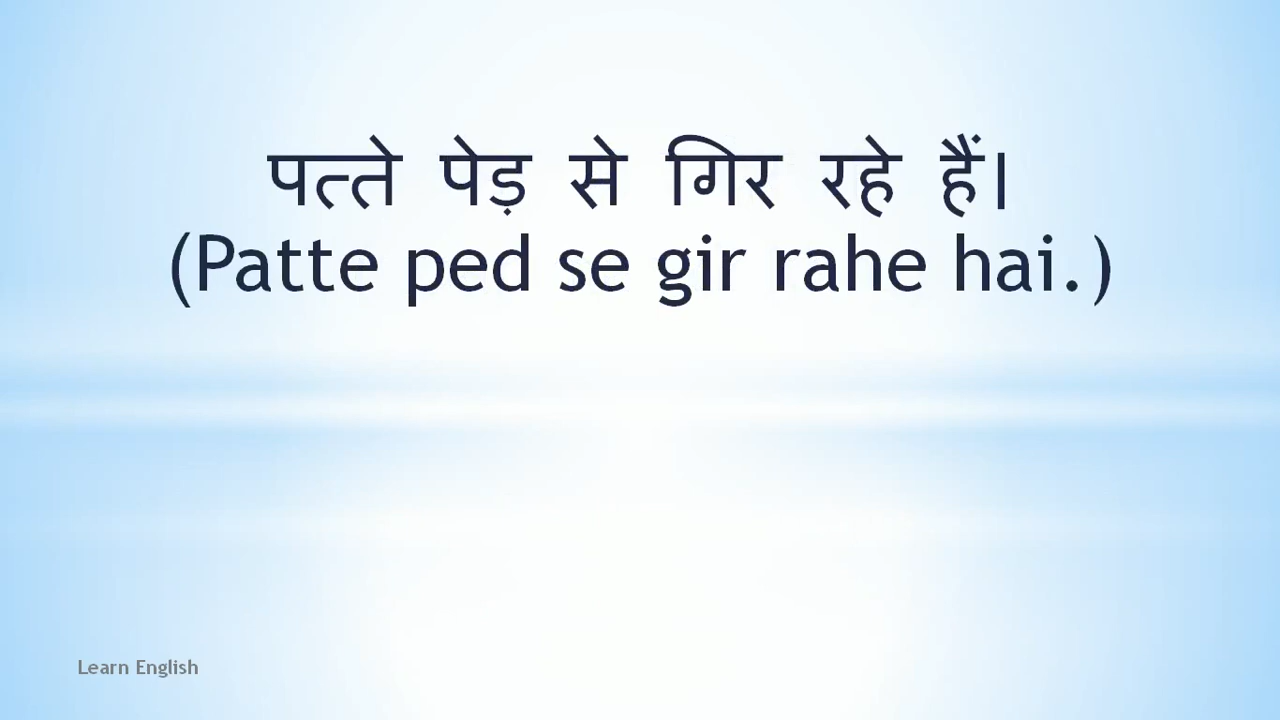 पत्ते पेड़ से गिर रहे हैं।
(Patte ped se gir rahe hai.)
Learn English